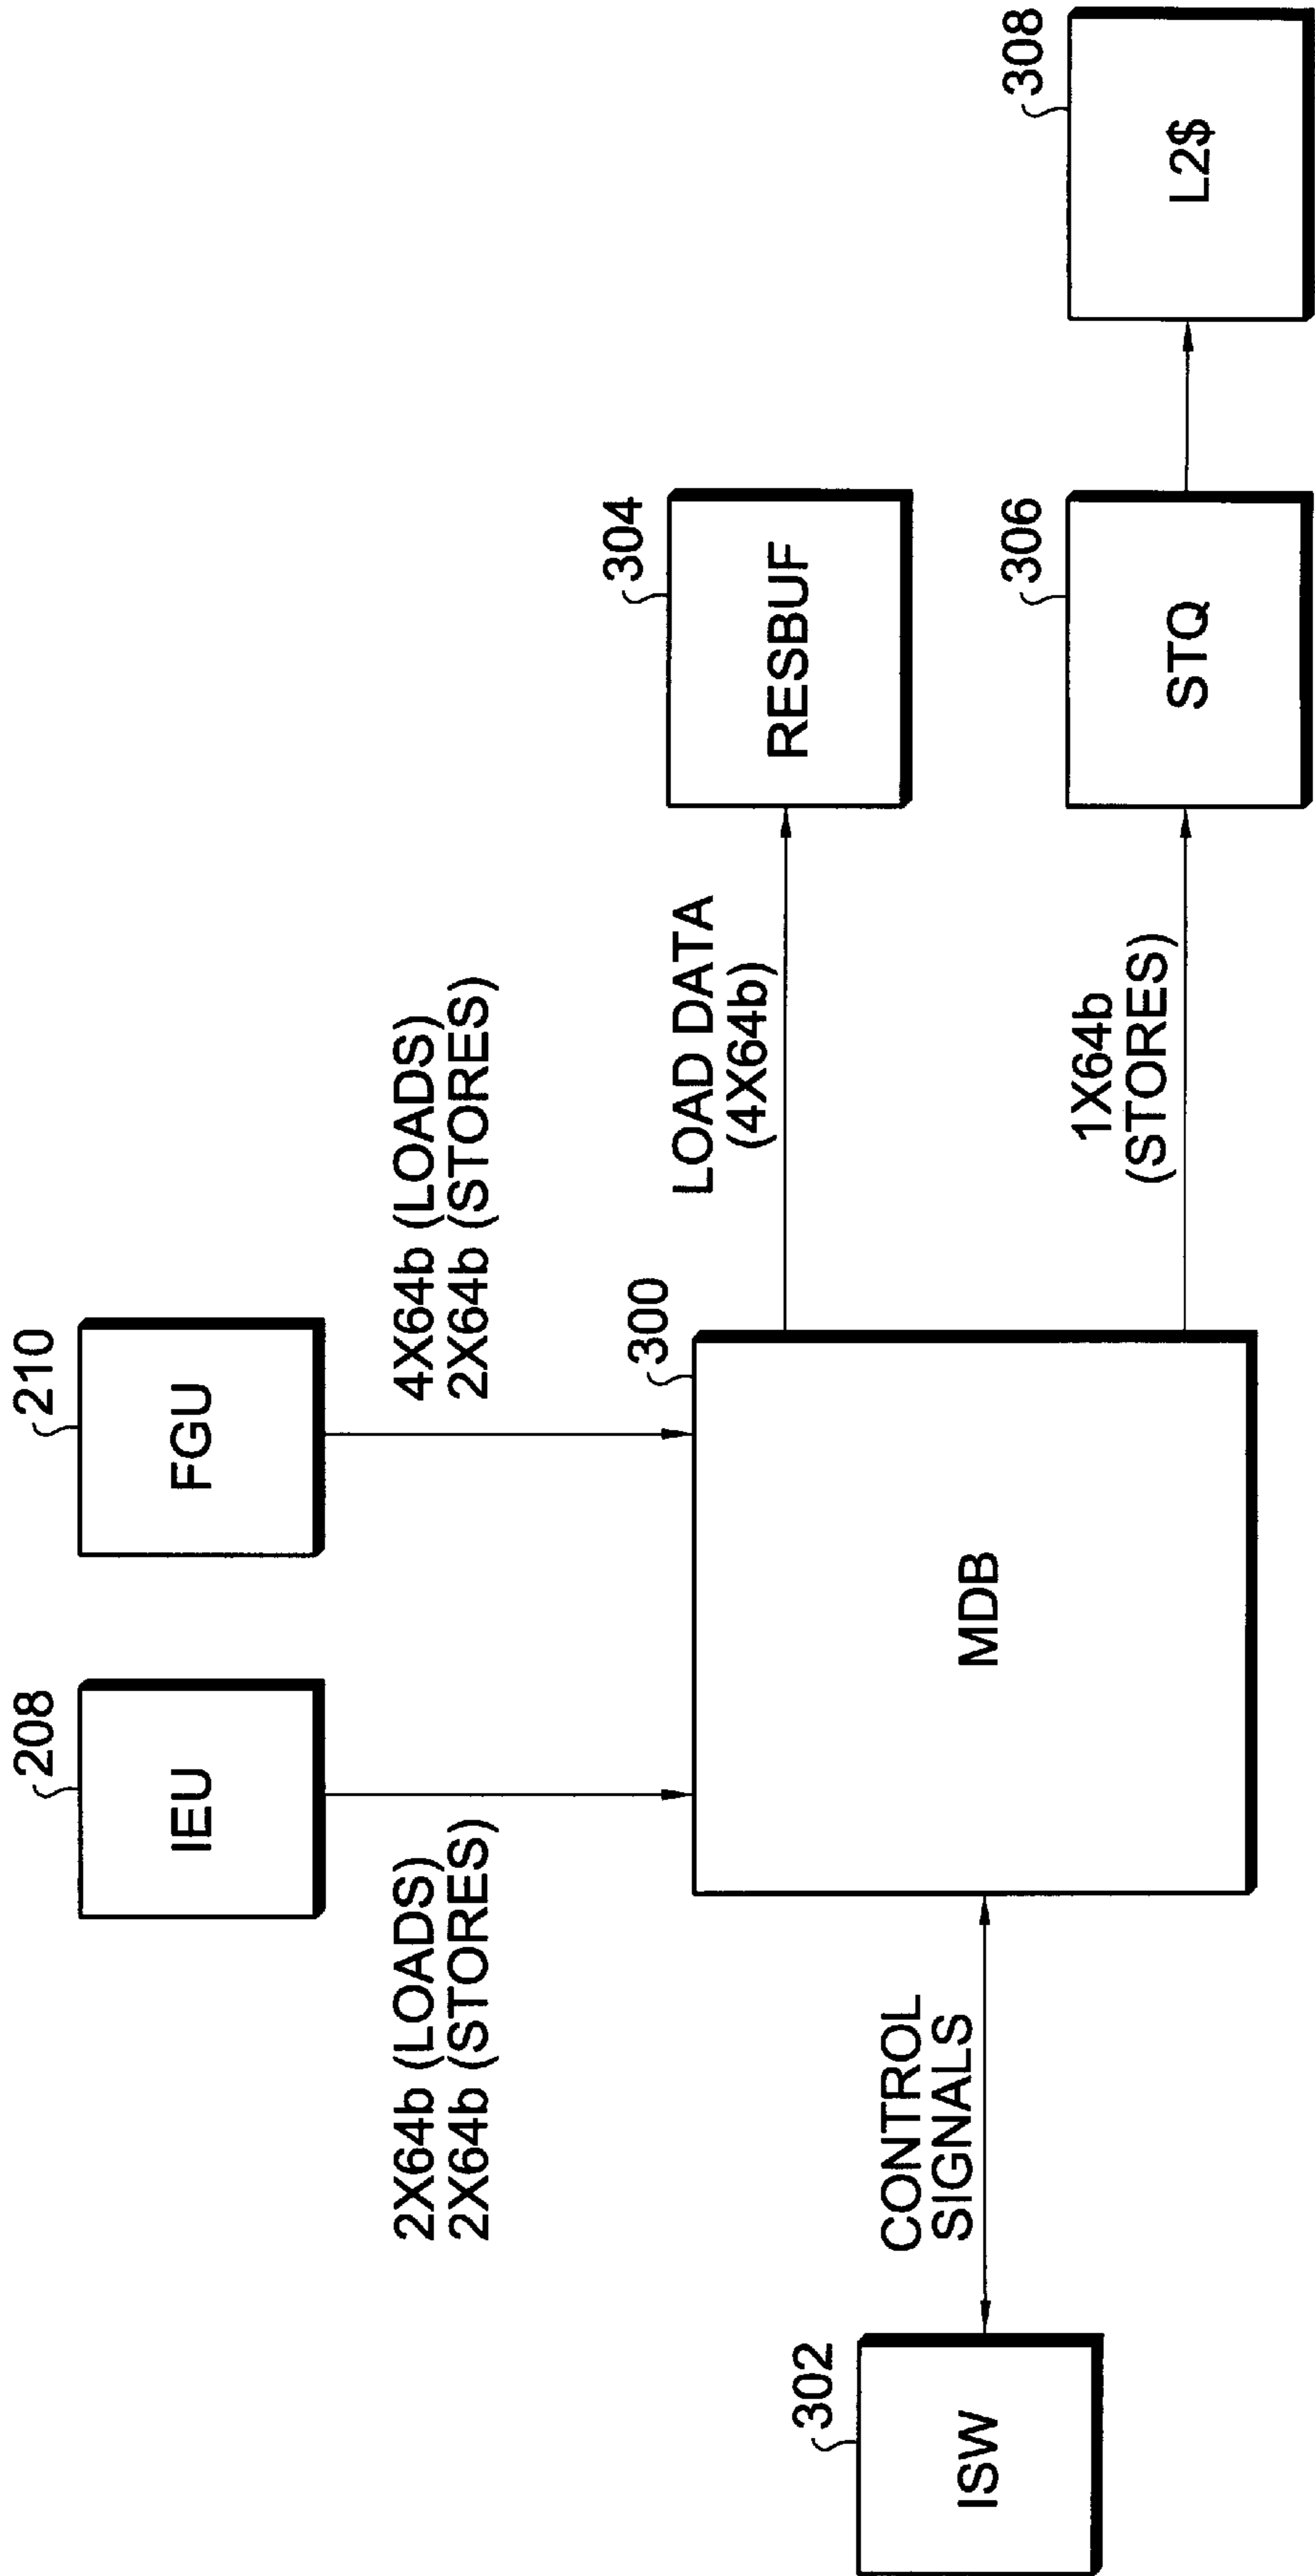 208
IEU
210
FGU
2X64b (LOADS)
2X64b (STORES)
4X64b (LOADS)
2X64b (STORES)
302
ISW
CONTROL
SIGNALS
300
MDB
LOAD DATA
(4X64b)
304
RESBUF
1X64b
(STORES)
306
STQ
308
L2$